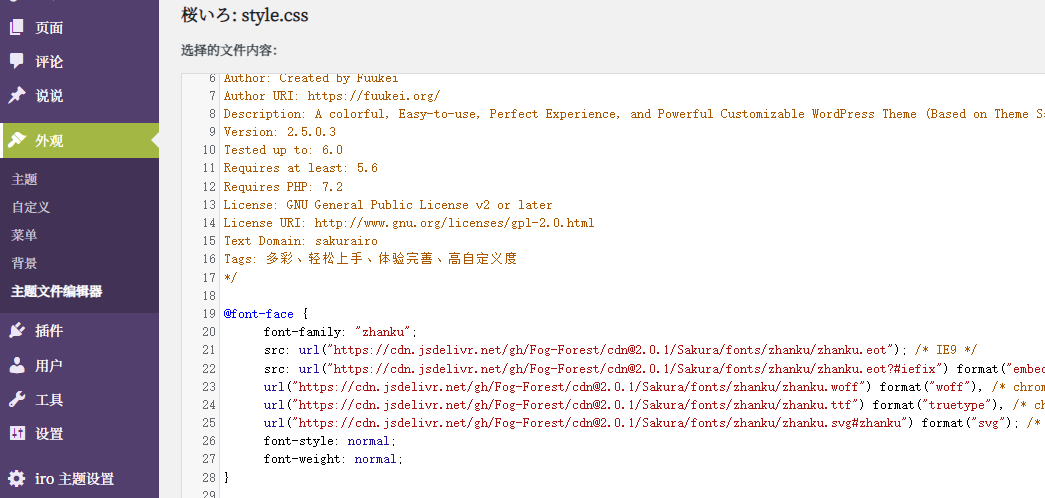 页面
评论
说说
外观
主题
自定义
菜单
背景
主题文件编辑器
插件
用户
工具
设置
iro 主题设置
桜いろ: style.css
选择的文件内容：
6 Author: Created by Fuukei
7 Author URI: https://fuukei.org/
8 Description: A colorful, Easy-to-use, Perfect Experience, and Powerful Customizable WordPress Theme (Based on Theme S
9 Version: 2.5.0.3
10 Tested up to: 6.0
11 Requires at least: 5.6
12 Requires PHP: 7.2
13 License: GNU General Public License v2 or later
14 License URI: http://www.gnu.org/licenses/gpl-2.0.html
15 Text Domain: sakurairo
16 Tags: 多彩、轻松上手、体验完善、高自定义度
17 */
18
19 @font-face {
20 font-family: "zhanku";
21 src: url("https://cdn.jsdelivr.net/gh/Fog-Forest/cdn@2.0.1/Sakura/fonts/zhanku/zhanku.eot"); /* IE9 */
22 src: url("https://cdn.jsdelivr.net/gh/Fog-Forest/cdn@2.0.1/Sakura/fonts/zhanku/zhanku.eot?#iefix") format("embe
23 url("https://cdn.jsdelivr.net/gh/Fog-Forest/cdn@2.0.1/Sakura/fonts/zhanku/zhanku.woff") format("woff"), /* chrom
24 url("https://cdn.jsdelivr.net/gh/Fog-Forest/cdn@2.0.1/Sakura/fonts/zhanku/zhanku.ttf") format("truetype"), /* ch
25 url("https://cdn.jsdelivr.net/gh/Fog-Forest/cdn@2.0.1/Sakura/fonts/zhanku/zhanku.svg#zhanku") format("svg"); /*
26 font-style: normal;
27 font-weight: normal;
28 }
29